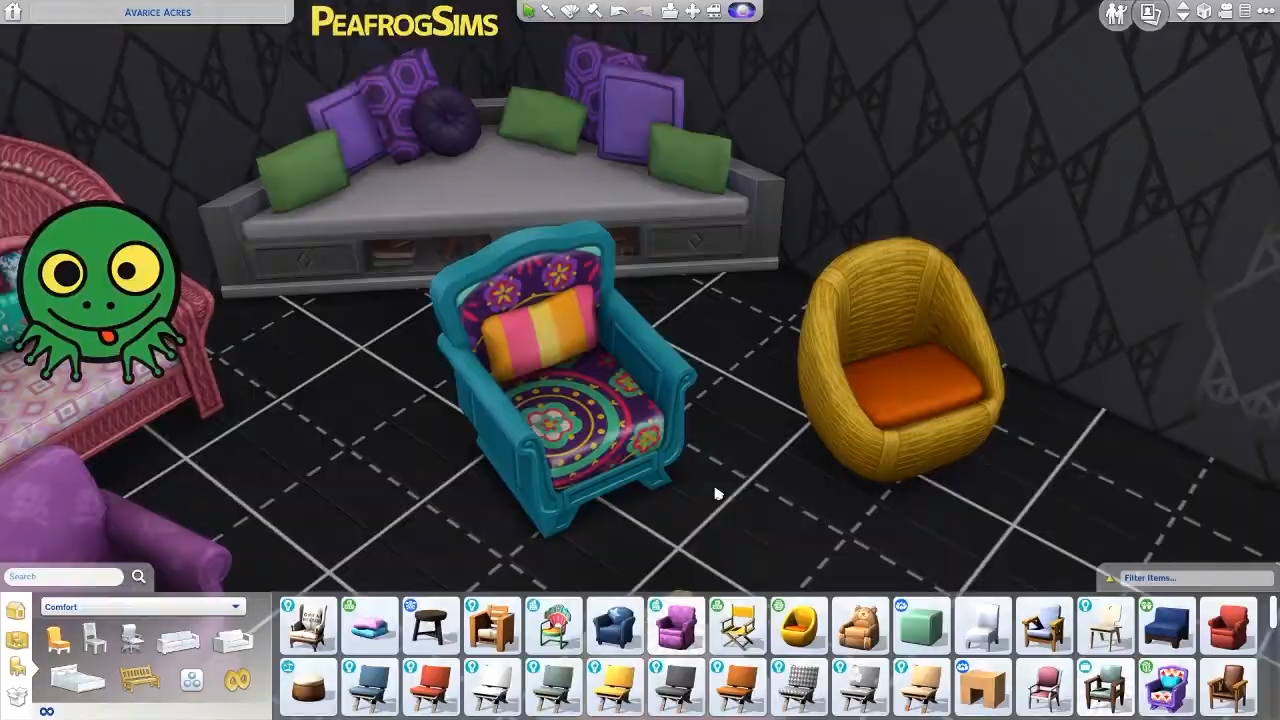 AVARICE ACRES
PEAFROGSIMS
Search
Filter Items...
Comfort